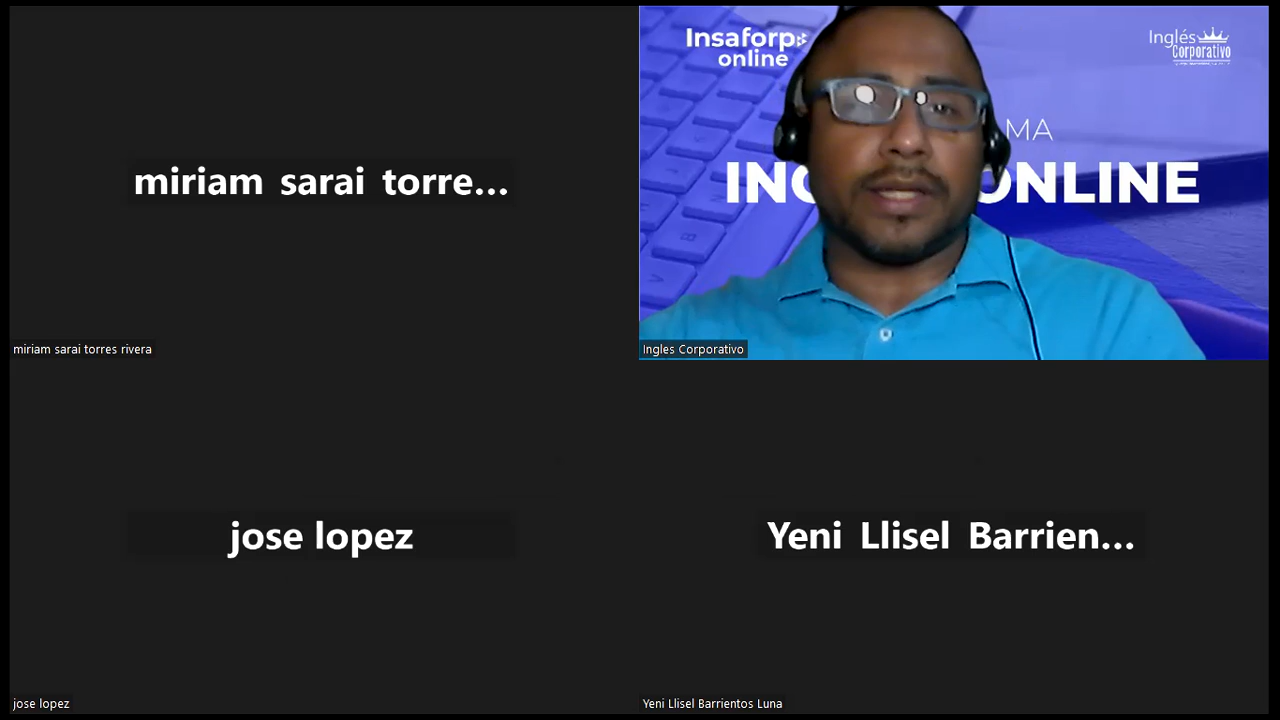 miriam sarai torre...
miriam sarai torres rivera
Insaforp
online
Inglés
Corporativo
MA
ING
ONLINE
Ingles Corporativo
jose lopez
jose lopez
Yeni Llisel Barrien...
Yeni Llisel Barrientos Luna